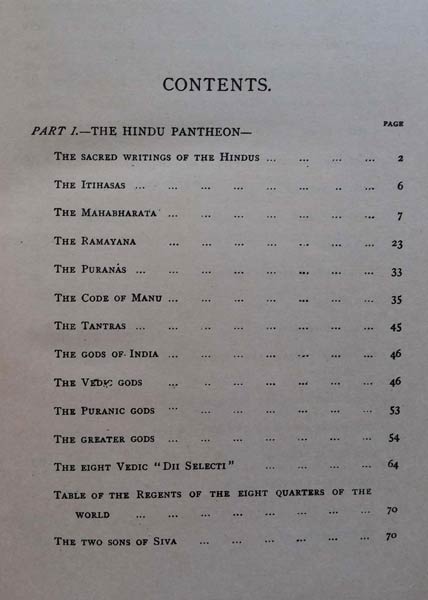 CONTENTS.
PAGE
PART I.—THE HINDU PANTHEON—
THE SACRED WRITINGS OF THE HINDUS ... ... ... ... 2
THE ITIHASAS ... ... ... ... ... ... .. ... 6
THE MAHABHARATA ... ... ... ... ... ... ... 7
THE RAMAYANA ... ... ... ... ... ... ... 23
THE PURANAS ... ... ... ... ... ... ... ... 33
THE CODE OF MANU ... ... ... ... ... ... ... 35
THE TANTRAS ... ... ... ... ... ... ... ... 45
THE GODS OF INDIA ... ... ... ... ... ... ... 46
THE VEDIC GODS ... ... ... ... ... ... ... 46
THE PURANIC GODS ... ... ... ... ... ... ... 53
THE GREATER GODS ... ... ... ... ... ... ... 54
THE EIGHT VEDIC "DII SELECTI" ... ... ... ... 64
TABLE OF THE REGENTS OF THE EIGHT QUARTERS OF THE
WORLD ... ... ... ... ... ... ... ... 70
THE TWO SONS OF SIVA ... ... ... ... ... ... 70